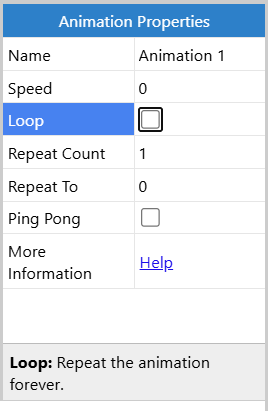 Animation Properties
Name Animation 1
Speed 0
Loop
Repeat Count 1
Repeat To 0
Ping Pong
More
Information Help
Loop: Repeat the animation
forever.